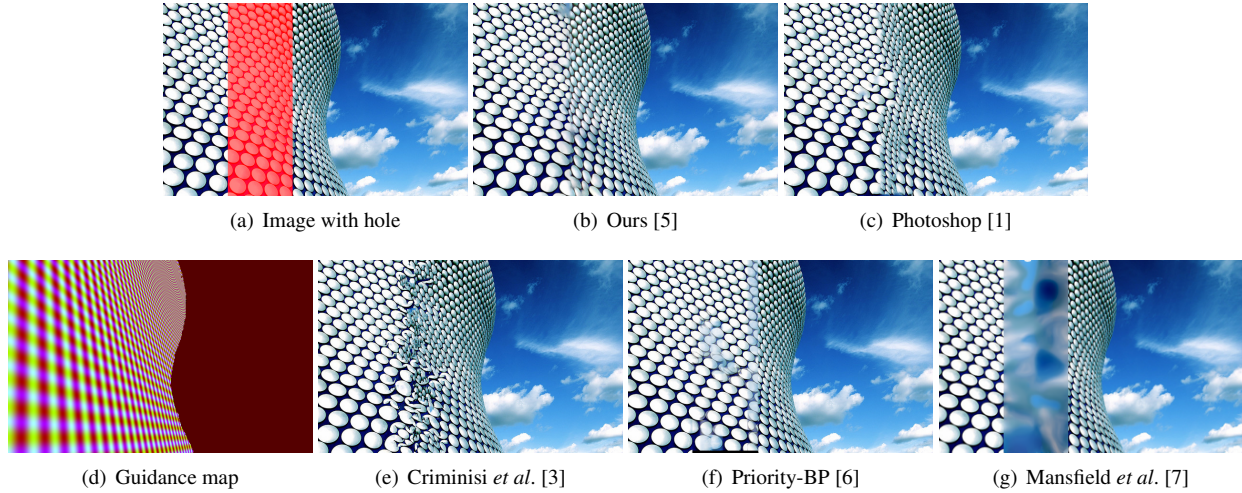 (a) Image with hole
(b) Ours [5]
(c) Photoshop [1]
(d) Guidance map
(e) Criminisi et al. [3]
(f) Priority-BP [6]
(g) Mansfield et al. [7]